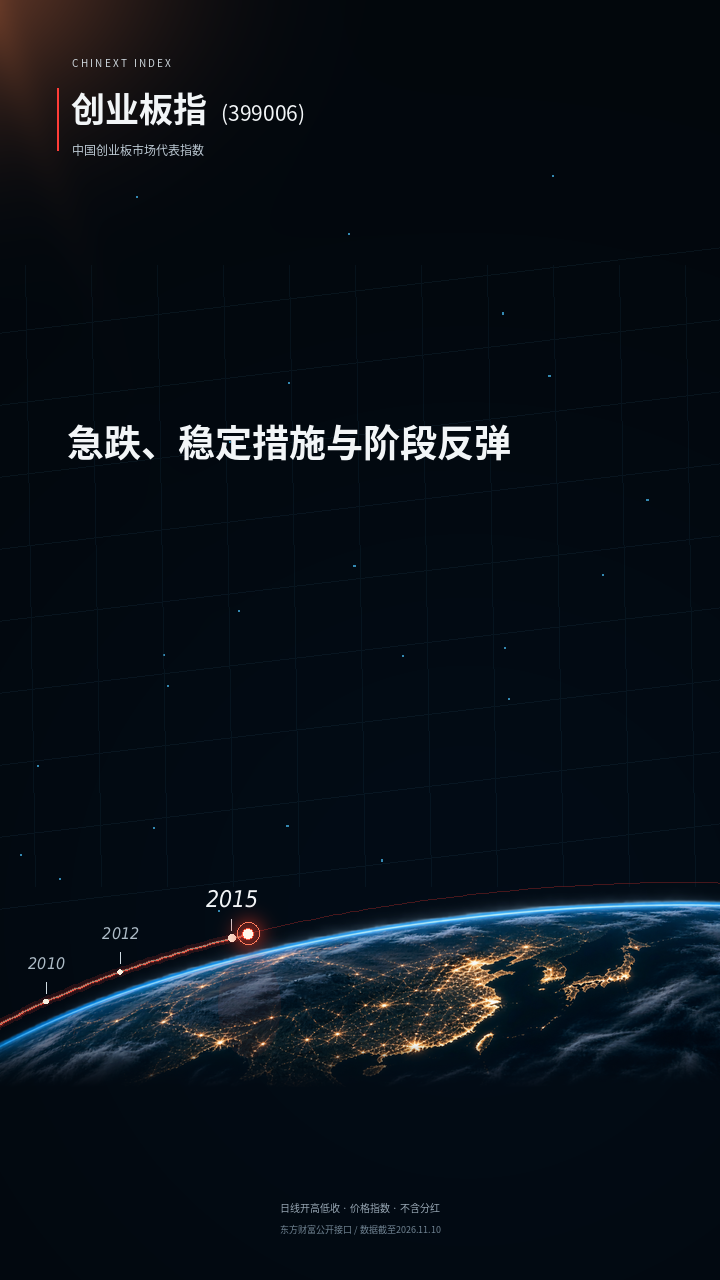 CHINEXT INDEX
创业板指 (399006)
中国创业板市场代表指数
急跌、稳定措施与阶段反弹
2015
2012
2010
日线开高低收 · 价格指数 · 不含分红
东方财富公开接口 / 数据截至2026.11.10